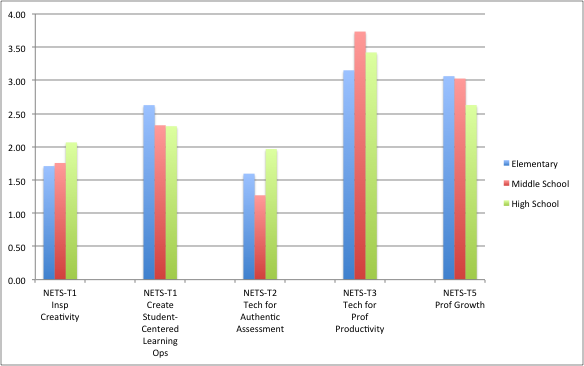 4.00
3.50
3.00
2.50
2.00
1.50
1.00
0.50
0.00
NETS-T1
Insp
Creativity
NETS-T1
Create
Student-
Centered
Learning
Ops
NETS-T2
Tech for
Authentic
Assessment
NETS-T3
Tech for
Prof
Productivity
NETS-T5
Prof Growth
Elementary
Middle School
High School